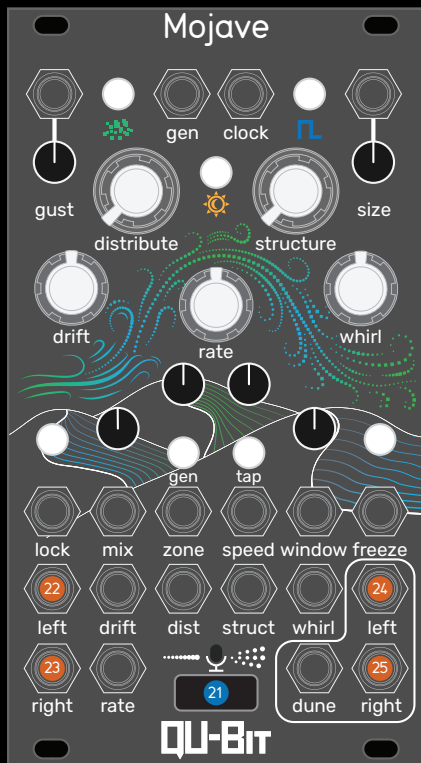 Mojave
gen clock
gust size
distribute structure
drift whirl
rate
gen tap
lock mix zone speed window freeze
22 24
left drift dist struct whirl left
23 25
right rate 21 dune right
QU-Bit